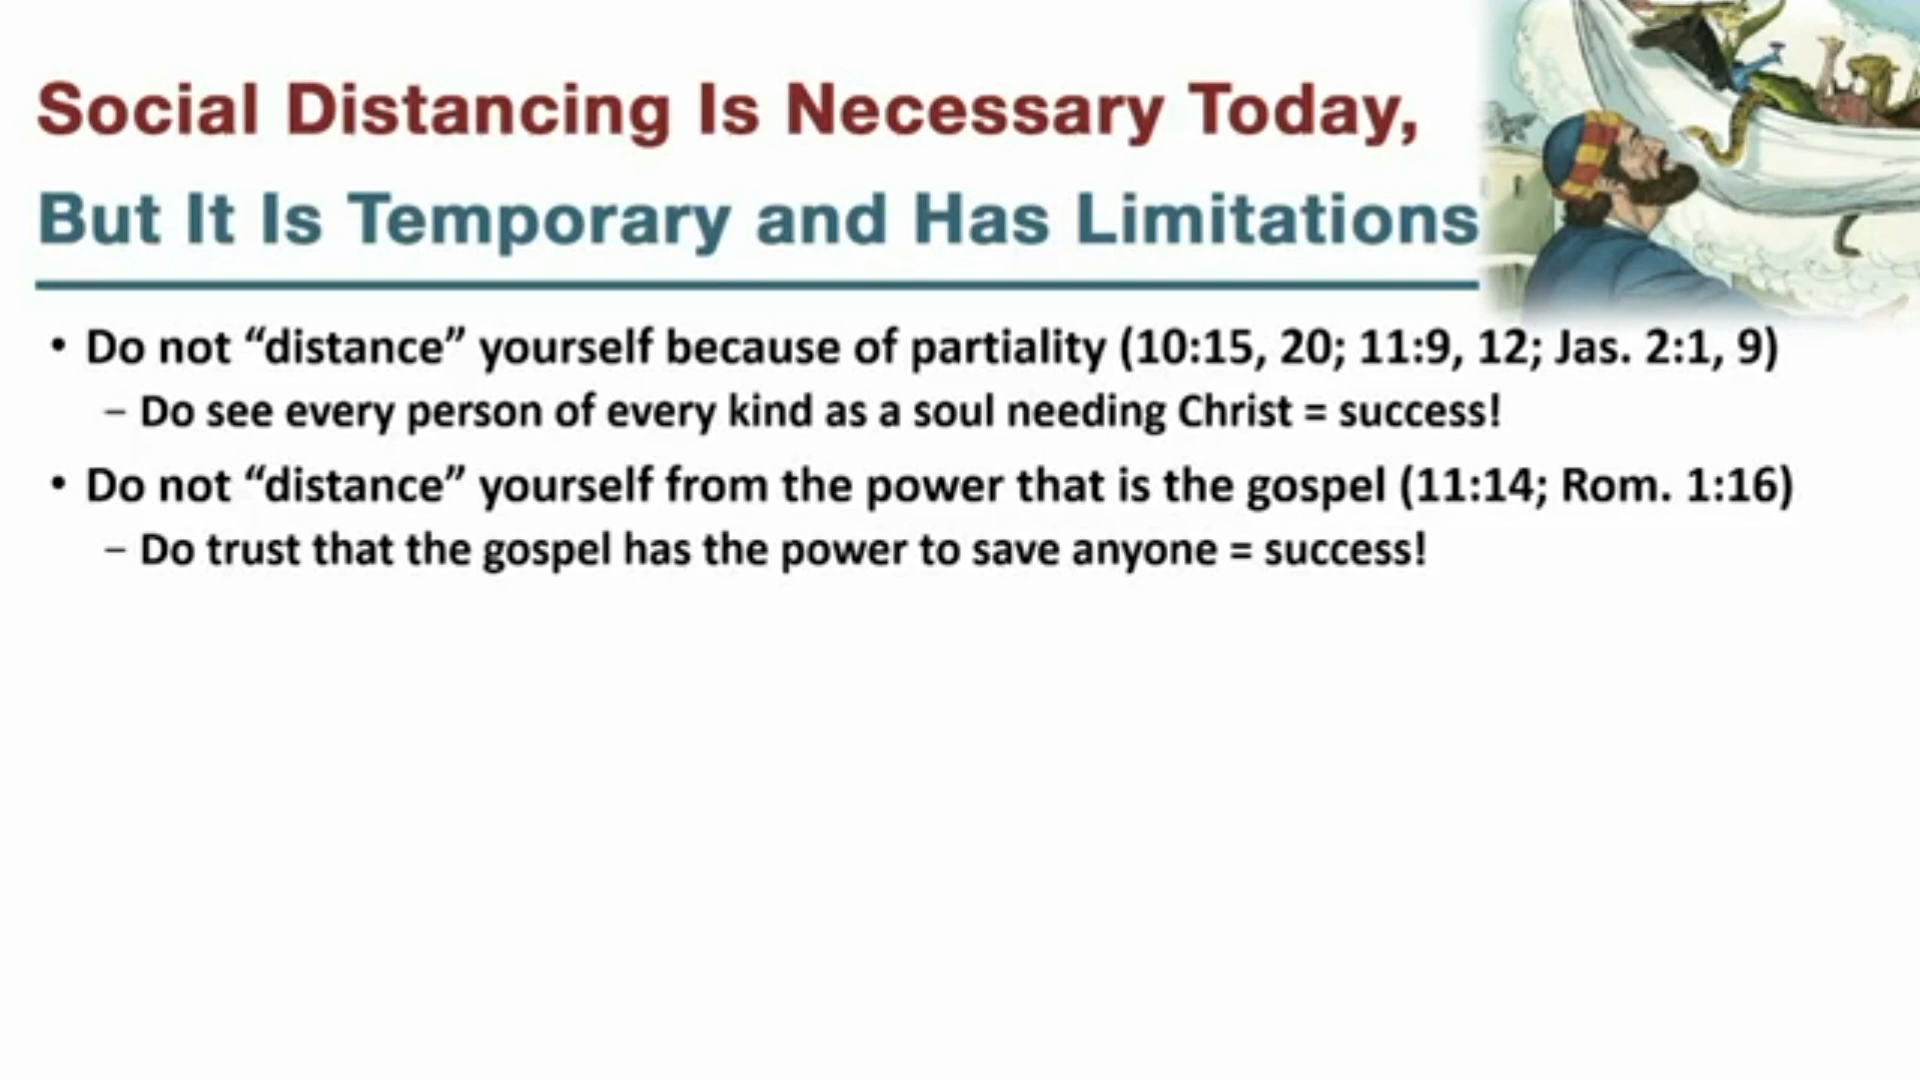 Social Distancing Is Necessary Today,
But It Is Temporary and Has Limitations
• Do not “distance” yourself because of partiality (10:15, 20; 11:9, 12; Jas. 2:1, 9)
– Do see every person of every kind as a soul needing Christ = success!
• Do not “distance” yourself from the power that is the gospel (11:14; Rom. 1:16)
– Do trust that the gospel has the power to save anyone = success!